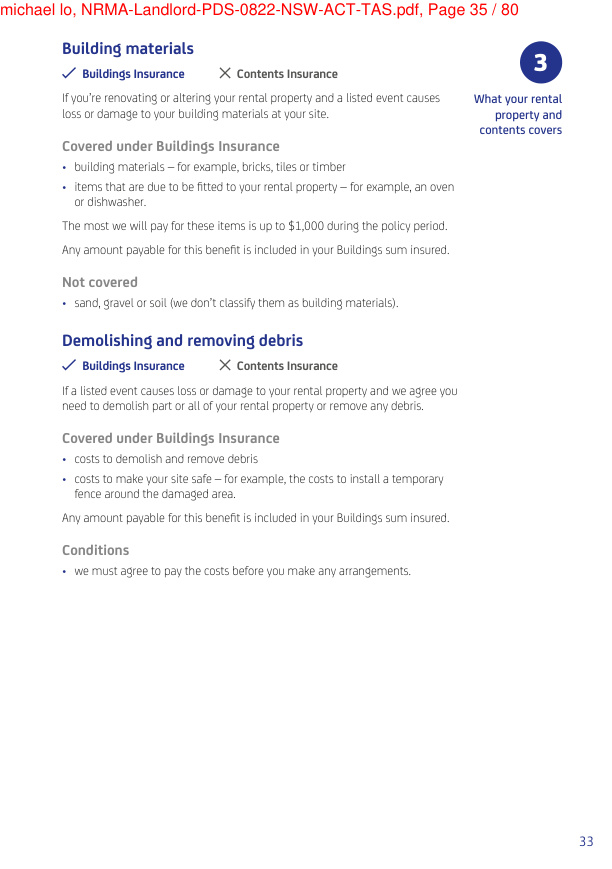 michael lo, NRMA-Landlord-PDS-0822-NSW-ACT-TAS.pdf, Page 35 / 80
Building materials
Buildings Insurance Contents Insurance
If you're renovating or altering your rental property and a listed event causes
loss or damage to your building materials at your site.
Covered under Buildings Insurance
• building materials – for example, bricks, tiles or timber
• items that are due to be fitted to your rental property – for example, an oven
or dishwasher.
The most we will pay for these items is up to $1,000 during the policy period.
Any amount payable for this benefit is included in your Buildings sum insured.
Not covered
• sand, gravel or soil (we don't classify them as building materials).
Demolishing and removing debris
Buildings Insurance Contents Insurance
If a listed event causes loss or damage to your rental property and we agree you
need to demolish part or all of your rental property or remove any debris.
Covered under Buildings Insurance
• costs to demolish and remove debris
• costs to make your site safe – for example, the costs to install a temporary
fence around the damaged area.
Any amount payable for this benefit is included in your Buildings sum insured.
Conditions
• we must agree to pay the costs before you make any arrangements.
3
What your rental
property and
contents covers
33